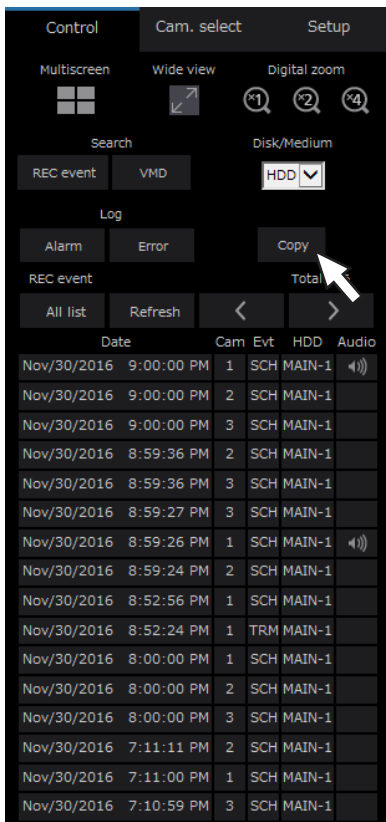 Control Cam. select Setup
Multiscreen Wide view Digital zoom
×1 ×2 ×4
Search Disk/Medium
REC event VMD HDD
Log
Alarm Error Copy
REC event Total
All list Refresh < >
Date Cam Evt HDD Audio
Nov/30/2016 9:00:00 PM 1 SCH MAIN-1
Nov/30/2016 9:00:00 PM 2 SCH MAIN-1
Nov/30/2016 9:00:00 PM 3 SCH MAIN-1
Nov/30/2016 8:59:36 PM 2 SCH MAIN-1
Nov/30/2016 8:59:36 PM 3 SCH MAIN-1
Nov/30/2016 8:59:27 PM 3 SCH MAIN-1
Nov/30/2016 8:59:26 PM 1 SCH MAIN-1
Nov/30/2016 8:59:24 PM 2 SCH MAIN-1
Nov/30/2016 8:52:56 PM 1 SCH MAIN-1
Nov/30/2016 8:52:24 PM 1 TRM MAIN-1
Nov/30/2016 8:00:00 PM 1 SCH MAIN-1
Nov/30/2016 8:00:00 PM 2 SCH MAIN-1
Nov/30/2016 8:00:00 PM 3 SCH MAIN-1
Nov/30/2016 7:11:11 PM 2 SCH MAIN-1
Nov/30/2016 7:11:00 PM 1 SCH MAIN-1
Nov/30/2016 7:10:59 PM 3 SCH MAIN-1